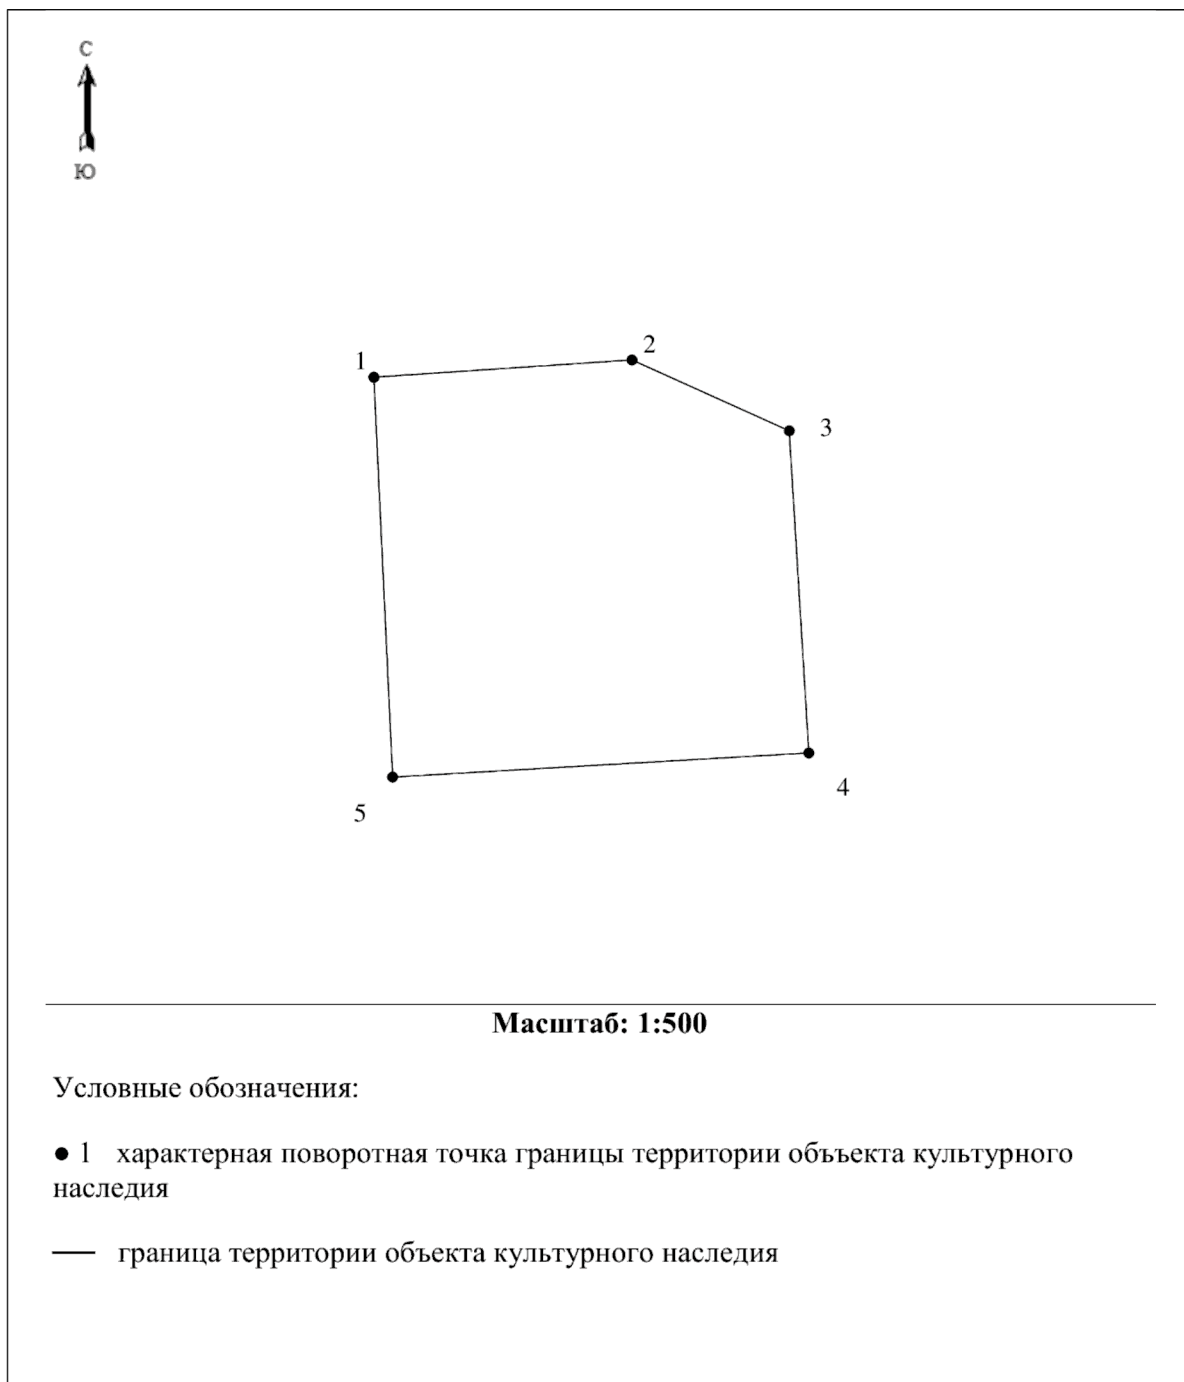 С
Ю
1
2
3
4
5
Масштаб: 1:500
Условные обозначения:
● 1 характерная поворотная точка границы территории объъекта культурного
наследия
— граница территории объекта культурного наследия